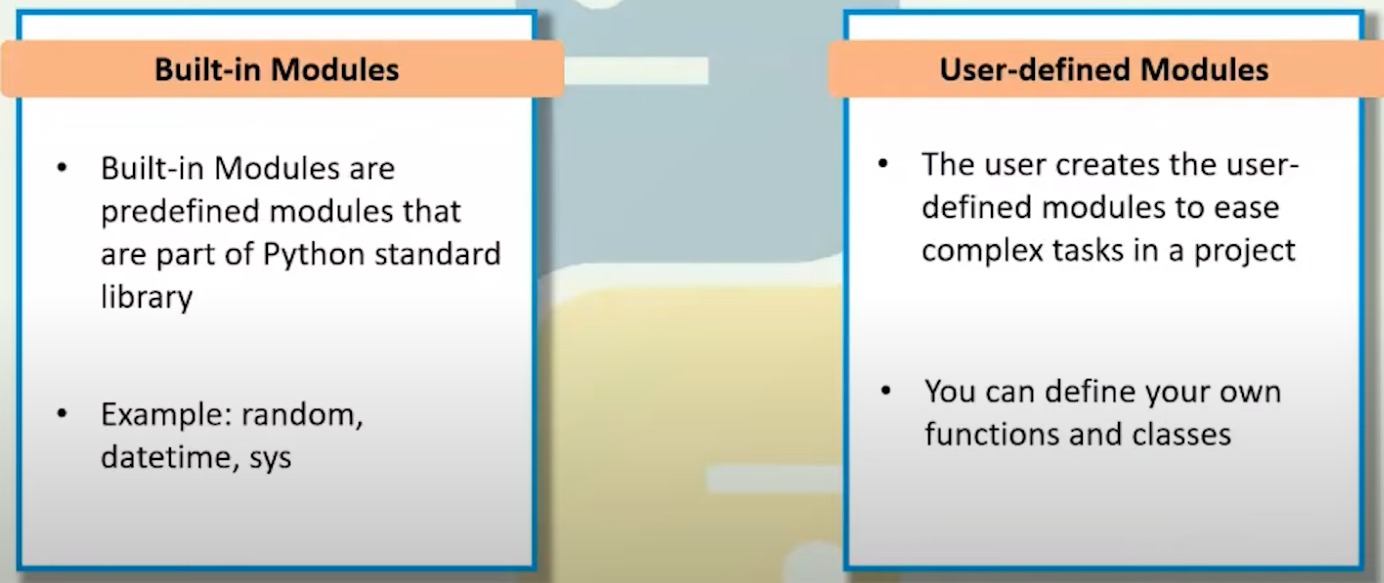 Built-in Modules
• Built-in Modules are
predefined modules that
are part of Python standard
library
• Example: random,
datetime, sys
User-defined Modules
• The user creates the user-
defined modules to ease
complex tasks in a project
• You can define your own
functions and classes